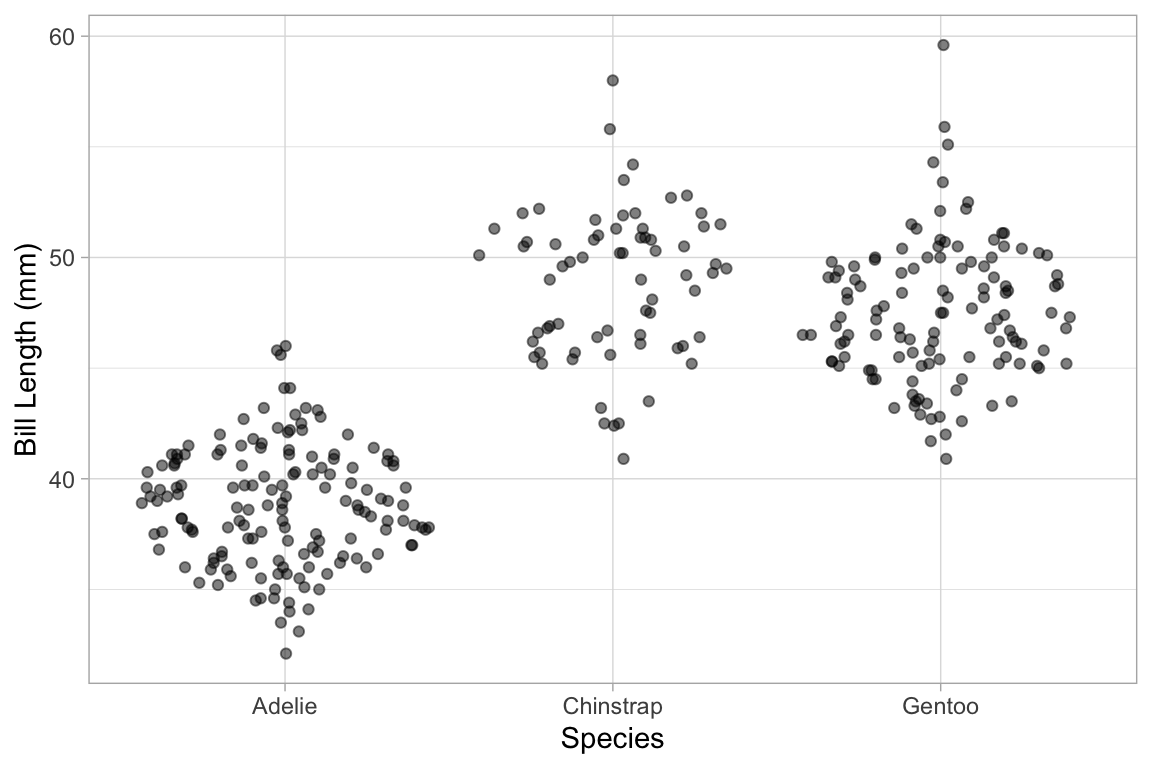 60
50
40
Bill Length (mm)
Adelie
Chinstrap
Gentoo
Species